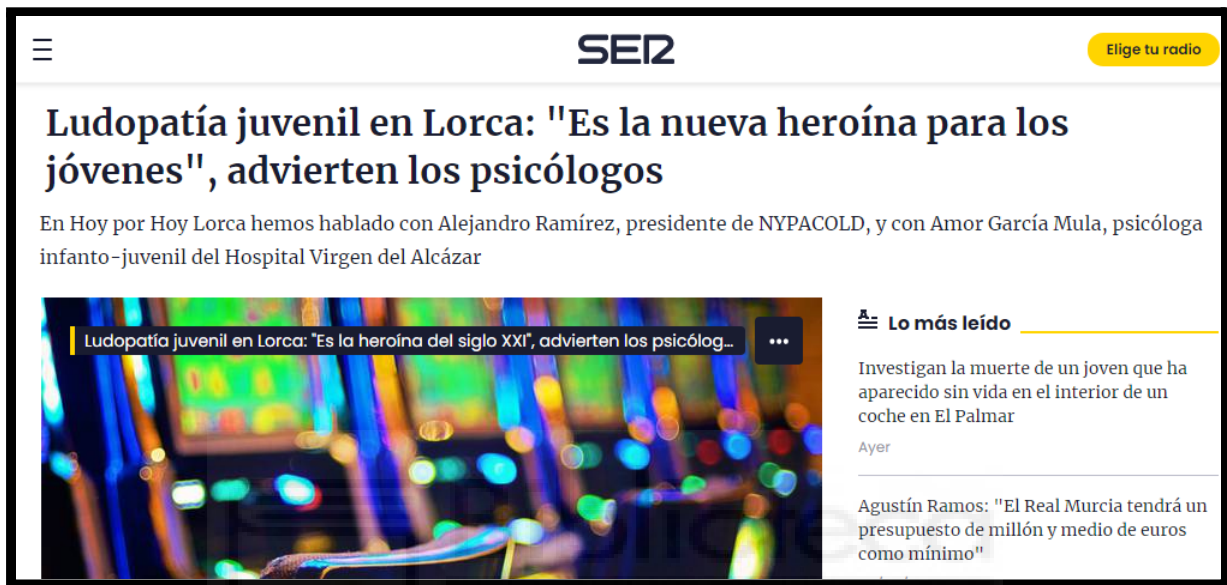 SER
Elige tu radio
Ludopatía juvenil en Lorca: "Es la nueva heroína para los
jóvenes", advierten los psicólogos
En Hoy por Hoy Lorca hemos hablado con Alejandro Ramírez, presidente de NYPACOLD, y con Amor García Mula, psicóloga
infanto-juvenil del Hospital Virgen del Alcázar
Ludopatía juvenil en Lorca: "Es la heroína del siglo XXI", advierten los psicólog...
Lo más leído
Investigan la muerte de un joven que ha
aparecido sin vida en el interior de un
coche en El Palmar
Ayer
Agustín Ramos: "El Real Murcia tendrá un
presupuesto de millón y medio de euros
como mínimo"
Biblioteca